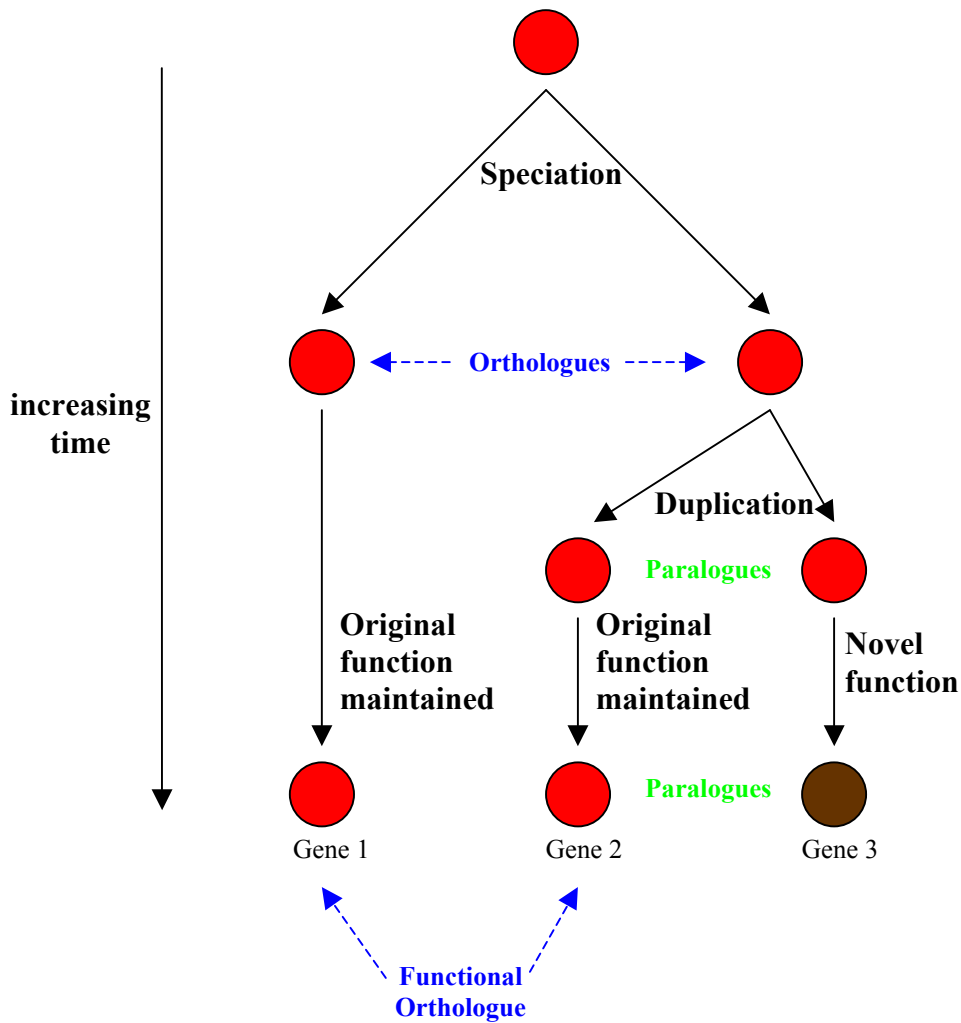 Speciation
Orthologues
increasing
time
Duplication
Paralogues
Original
function
maintained
Original
function
maintained
Novel
function
Paralogues
Gene 1
Gene 2
Gene 3
Functional
Orthologue